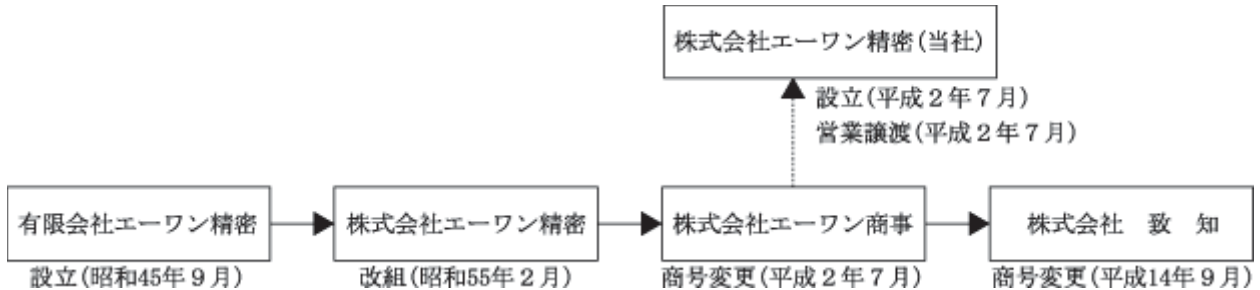 株式会社エーワン精密(当社)
設立(平成2年7月)
営業譲渡(平成2年7月)
有限会社エーワン精密
株式会社エーワン精密
株式会社エーワン商事
株式会社 致 知
設立(昭和45年9月)
改組(昭和55年2月)
商号変更(平成2年7月)
商号変更(平成14年9月)